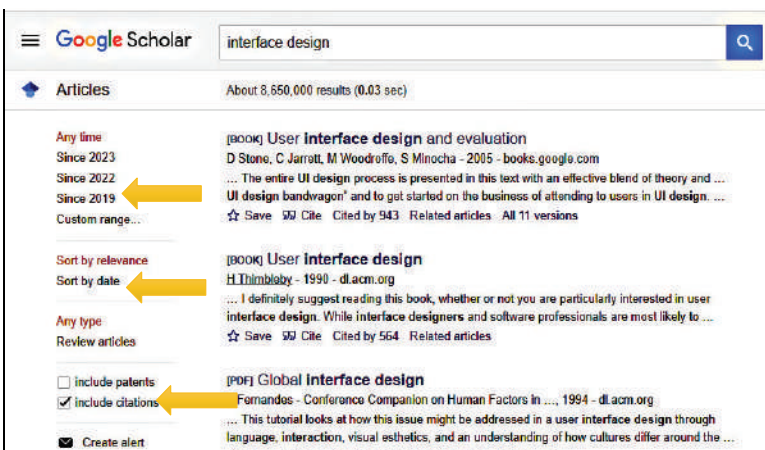 Google Scholar
interface design
Articles
About 8,650,000 results (0.03 sec)
Any time
Since 2023
Since 2022
Since 2019
Custom range...
Sort by relevance
Sort by date
Any type
Review articles
include patents
include citations
Create alert
[BOOK] User interface design and evaluation
D Stone, C Jarrett, M Woodroffe, S Minocha - 2005 - books.google.com
... The entire UI design process is presented in this text with an effective blend of theory and ...
UI design bandwagon" and to get started on the business of attending to users in UI design. ...
Save Cite Cited by 943 Related articles All 11 versions
[BOOK] User interface design
H Thimbleby - 1990 - dl.acm.org
... I definitely suggest reading this book, whether or not you are particularly interested in user
interface design. While interface designers and software professionals are most likely to ...
Save Cite Cited by 564 Related articles
[PDF] Global interface design
Fernandes - Conference Companion on Human Factors in ..., 1994 - dl.acm.org
... This tutorial looks at how this issue might be addressed in a user interface design through
language, interaction, visual esthetics, and an understanding of how cultures differ around the ...